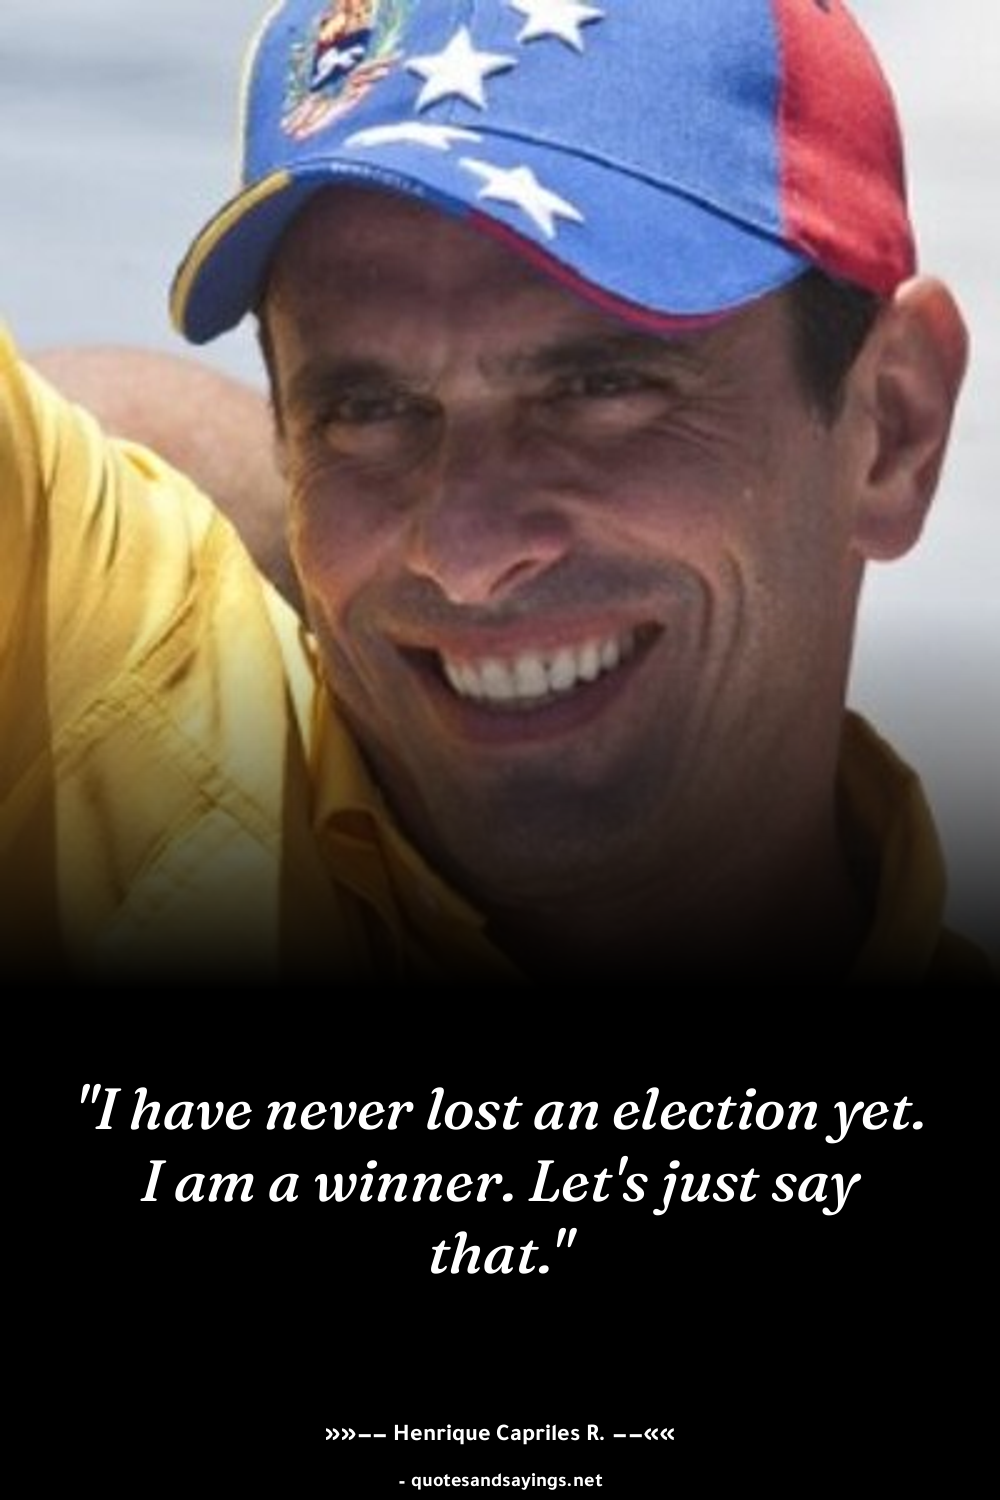 "I have never lost an election yet.
I am a winner. Let's just say
that."
»»−− Henrique Capriles R. −−««
- quotesandsayings.net